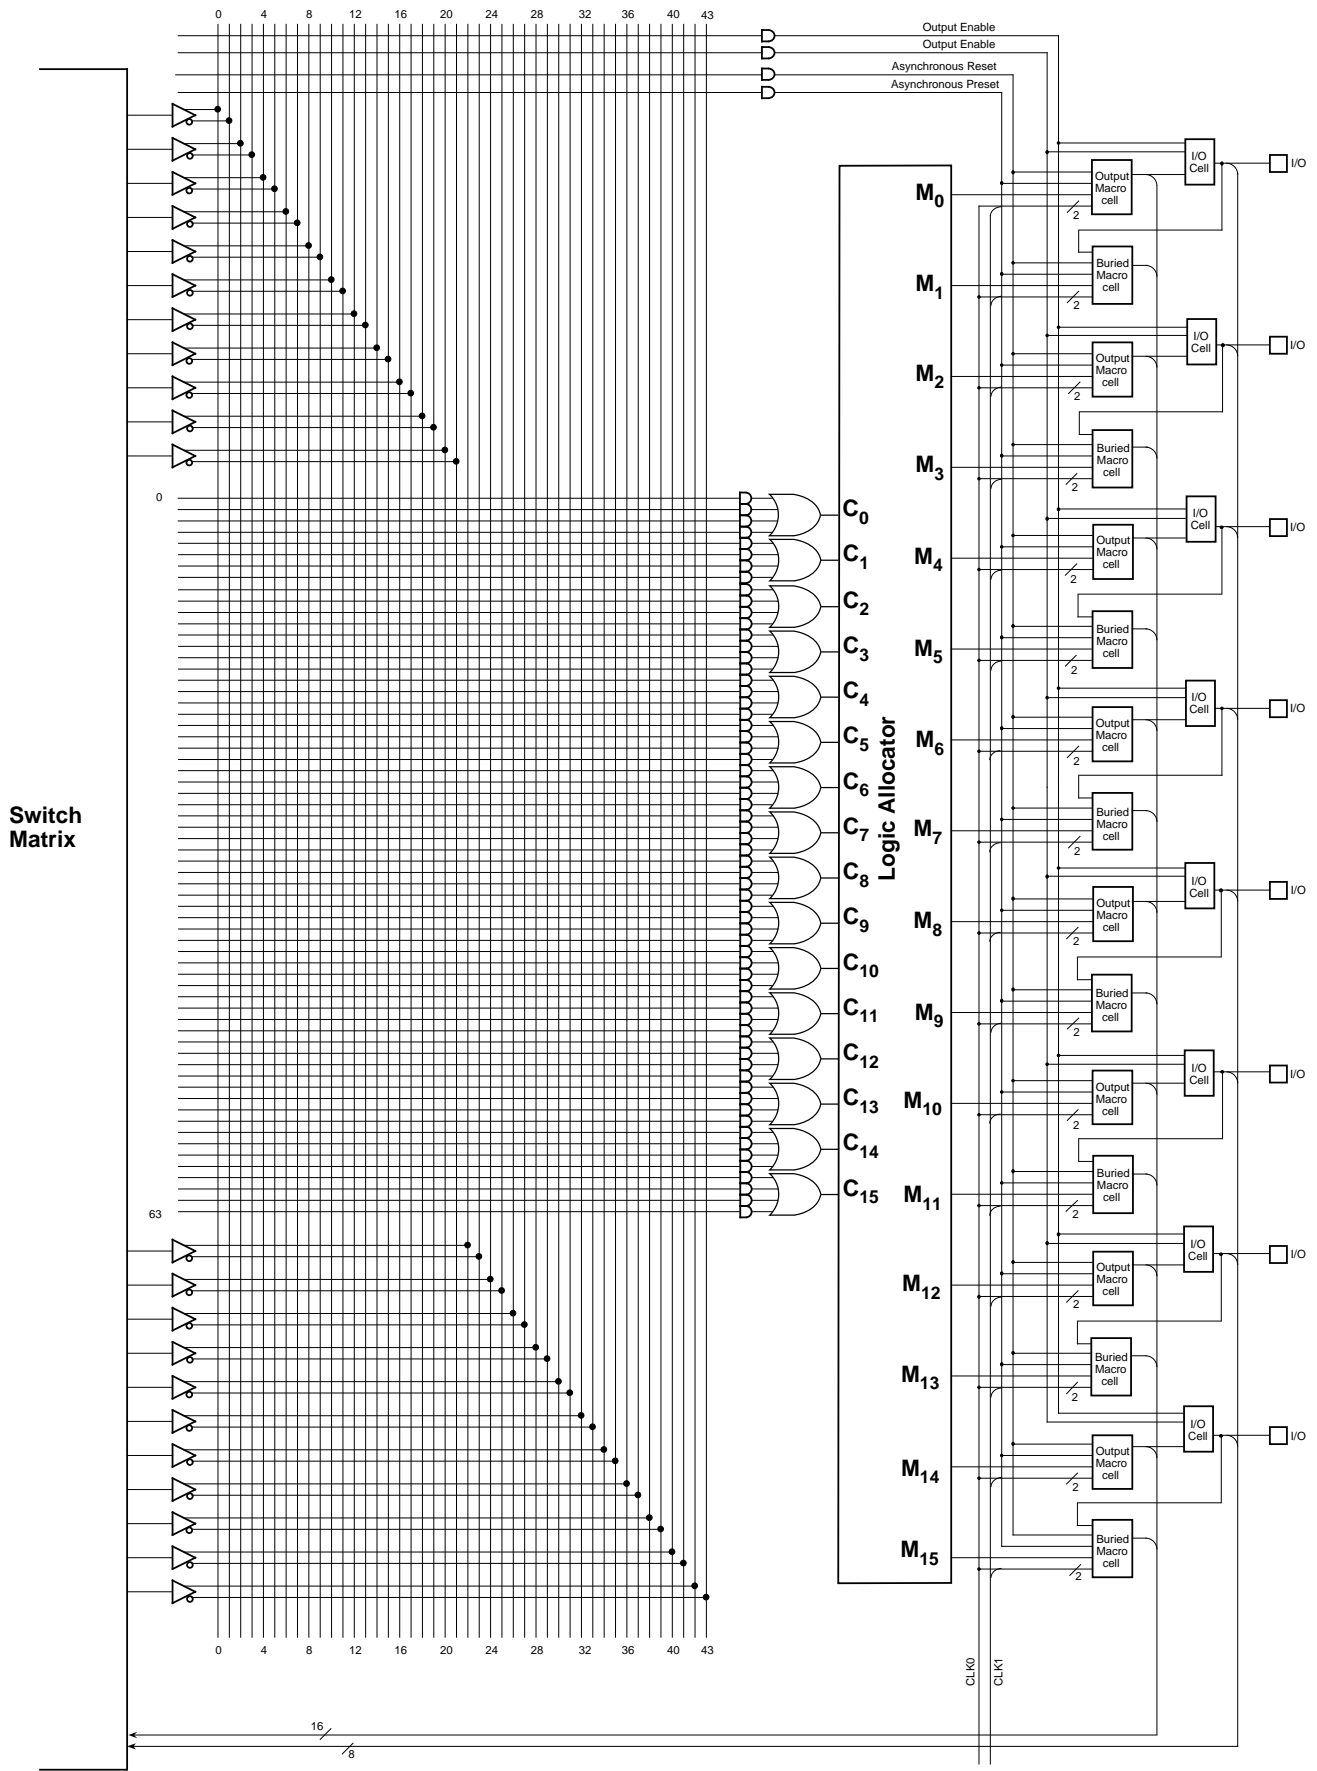 0 4 8 12 16 20 24 28 32 36 40 43
Output Enable
Output Enable
Asynchronous Reset
Asynchronous Preset
I/O
Cell
I/O
Output
Macro
cell
M0
2
Buried
Macro
cell
M1
2
I/O
Cell
I/O
Output
Macro
cell
M2
2
Buried
Macro
cell
M3
2
0
C0
I/O
Cell
I/O
Output
Macro
cell
M4
C1
2
C2
Buried
Macro
cell
M5
C3
2
C4
I/O
Cell
I/O
Output
Macro
cell
M6
C5
2
C6
Logic Allocator
Switch
Matrix
Buried
Macro
cell
M7
C7
2
C8
I/O
Cell
I/O
Output
Macro
cell
M8
C9
2
C10
Buried
Macro
cell
M9
C11
2
C12
I/O
Cell
I/O
Output
Macro
cell
M10
C13
2
C14
Buried
Macro
cell
M11
C15
2
63
I/O
Cell
I/O
Output
Macro
cell
M12
2
Buried
Macro
cell
M13
2
I/O
Cell
I/O
Output
Macro
cell
M14
2
Buried
Macro
cell
M15
2
0 4 8 12 16 20 24 28 32 36 40 43
CLK0
CLK1
16
8